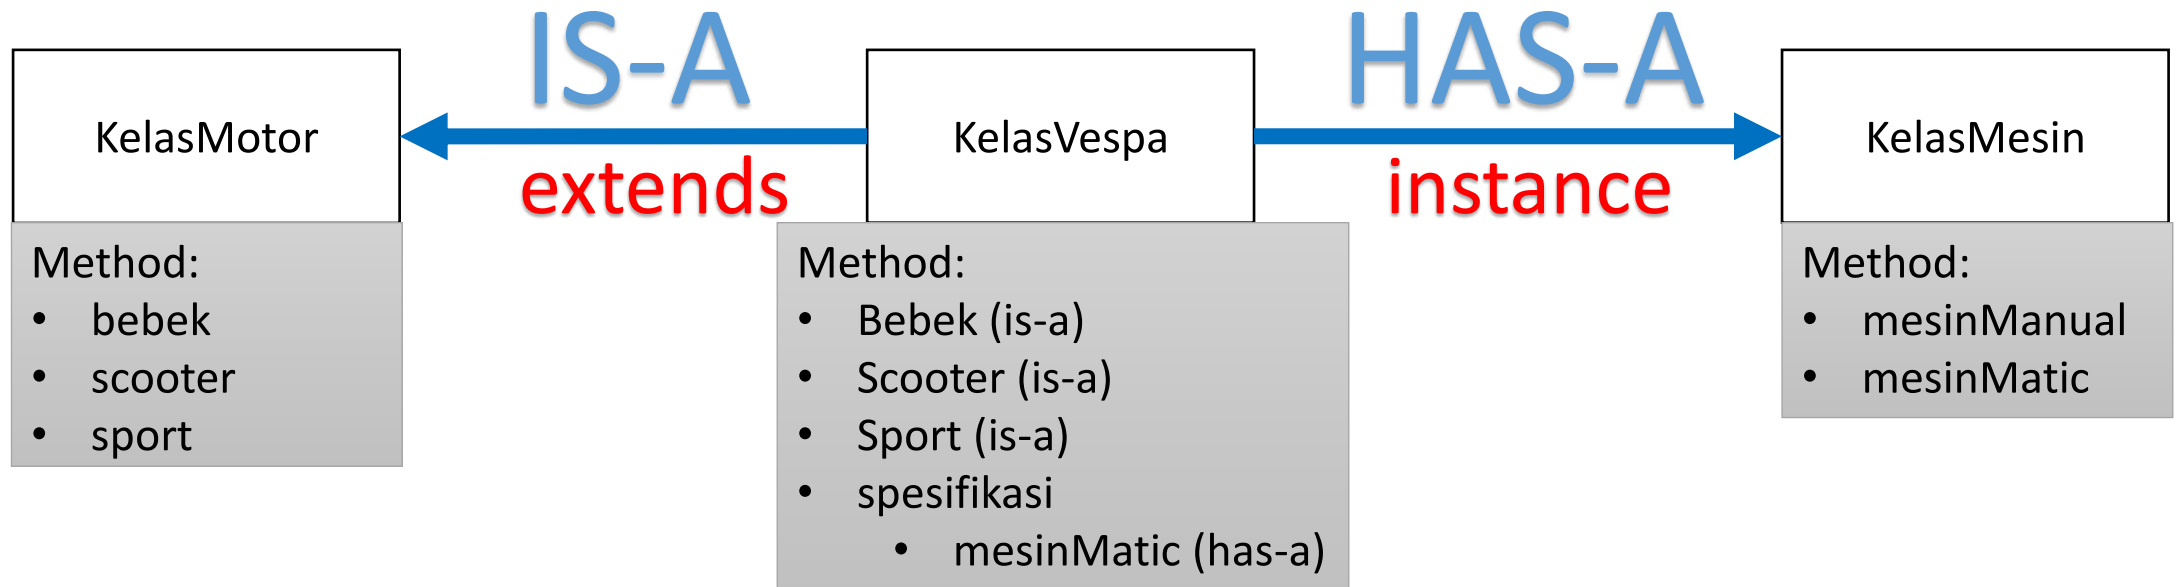 IS-A
HAS-A
KelasMotor
KelasVespa
KelasMesin
extends
instance
Method:
• bebek
• scooter
• sport
Method:
• Bebek (is-a)
• Scooter (is-a)
• Sport (is-a)
• spesifikasi
• mesinMatic (has-a)
Method:
• mesinManual
• mesinMatic